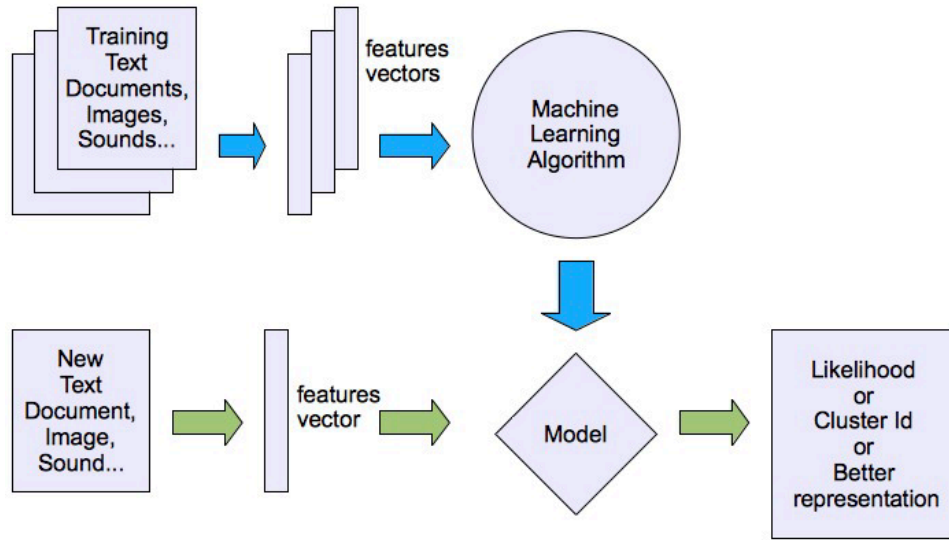 Training
Text
Documents,
Images,
Sounds...
features
vectors
Machine
Learning
Algorithm
New
Text
Document,
Image,
Sound...
features
vector
Model
Likelihood
or
Cluster Id
or
Better
representation